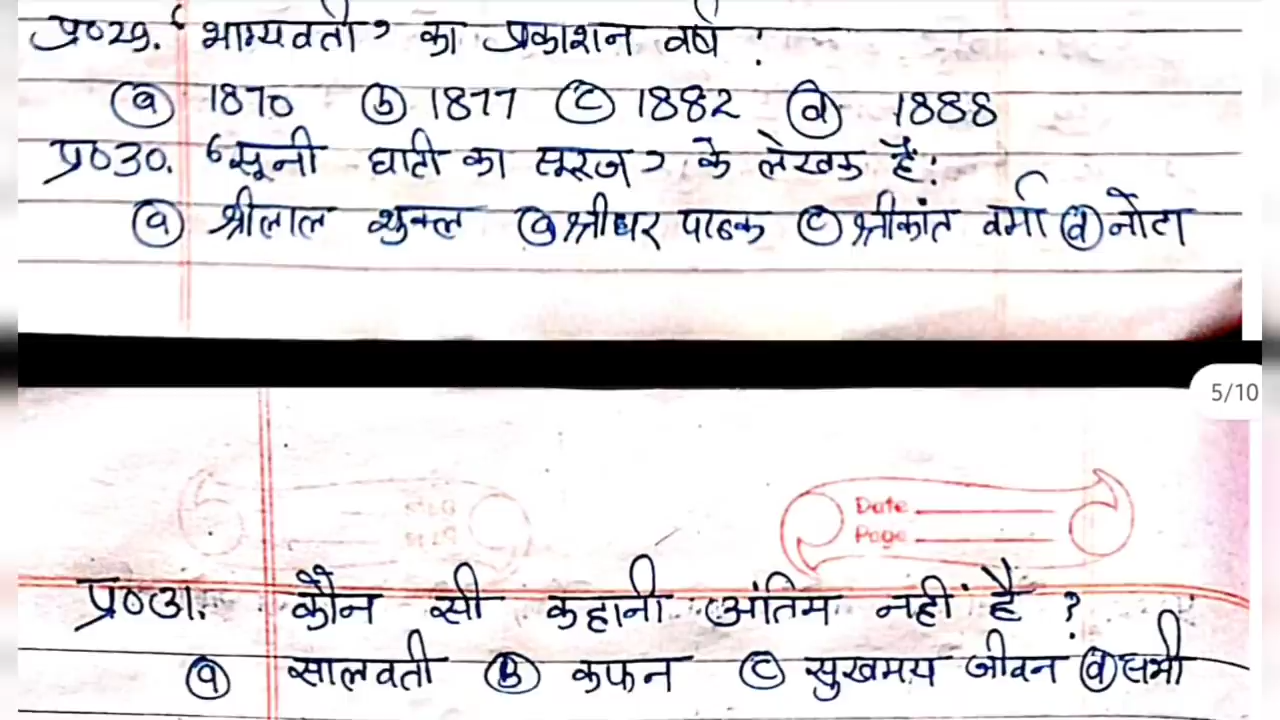 प्र०29. ‘भाग्यवती’ का प्रकाशन वर्ष :
(a) 1870 (b) 1877 (c) 1882 (d) 1888
प्र०30. ‘सूनी घाटी का सूरज’ के लेखक हैं:
(a) श्रीलाल शुक्ल (b) श्रीधर पाठक (c) श्रीकांत वर्मा (d) नोटा
5/10
Date
Page
प्र०31. कौन सी कहानी अंतिम नहीं है ?
(a) सालवती (b) कफन (c) सुखमय जीवन (d) सभी